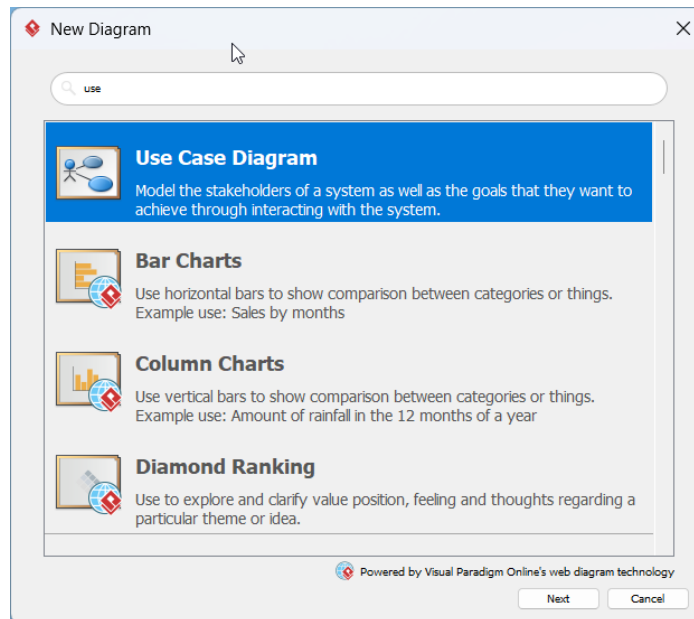 New Diagram
use
Use Case Diagram
Model the stakeholders of a system as well as the goals that they want to
achieve through interacting with the system.
Bar Charts
Use horizontal bars to show comparison between categories or things.
Example use: Sales by months
Column Charts
Use vertical bars to show comparison between categories or things.
Example use: Amount of rainfall in the 12 months of a year
Diamond Ranking
Use to explore and clarify value position, feeling and thoughts regarding a
particular theme or idea.
Powered by Visual Paradigm Online's web diagram technology
Next
Cancel